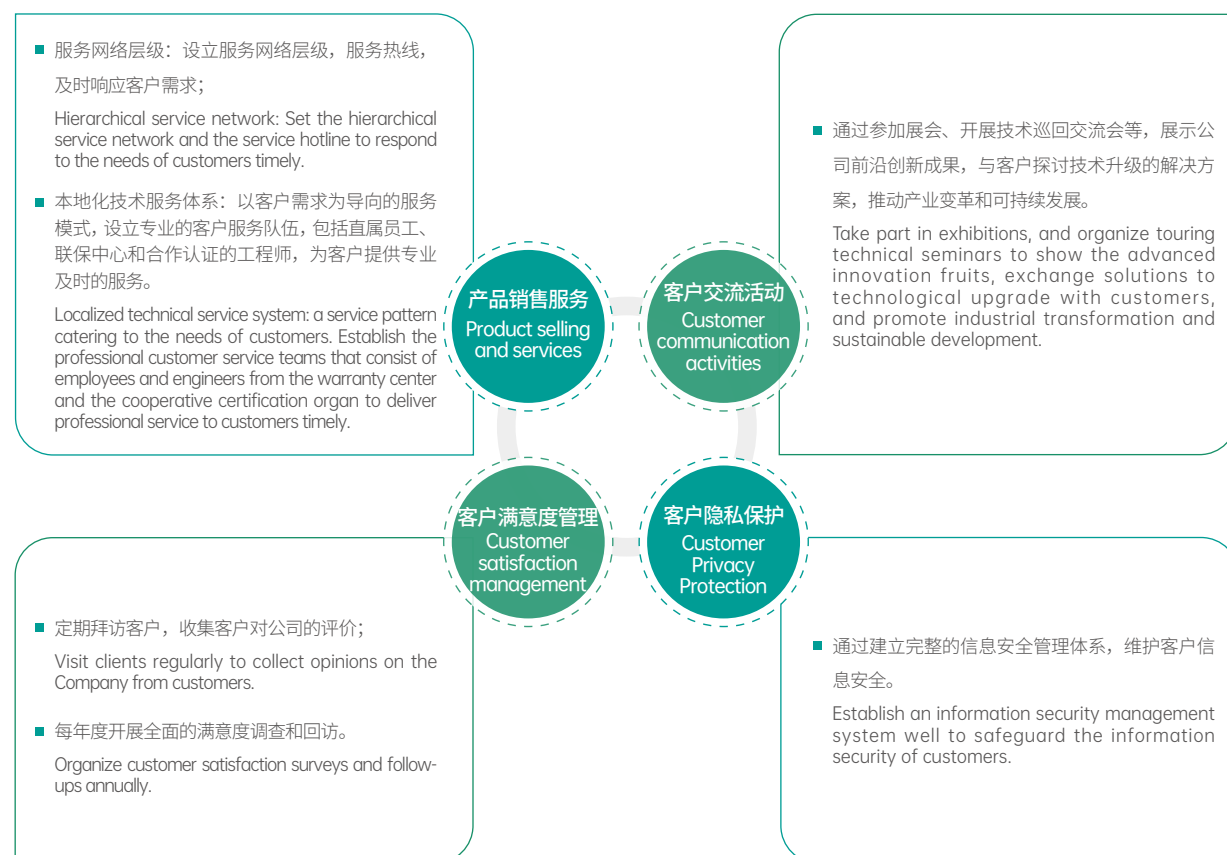 服务网络层级：设立服务网络层级，服务热线，
及时响应客户需求；
Hierarchical service network: Set the hierarchical
service network and the service hotline to respond
to the needs of customers timely.
本地化技术服务体系：以客户需求为导向的服务
模式，设立专业的客户服务队伍，包括直属员工、
联保中心和合作认证的工程师，为客户提供专业
及时的服务。
Localized technical service system: a service pattern
catering to the needs of customers. Establish the
professional customer service teams that consist of
employees and engineers from the warranty center
and the cooperative certification organ to deliver
professional service to customers timely.
产品销售服务
Product selling
and services
客户交流活动
Customer
communication
activities
通过参加展会、开展技术巡回交流会等，展示公
司前沿创新成果，与客户探讨技术升级的解决方
案，推动产业变革和可持续发展。
Take part in exhibitions, and organize touring
technical seminars to show the advanced
innovation fruits, exchange solutions to
technological upgrade with customers,
and promote industrial transformation and
sustainable development.
客户满意度管理
Customer
satisfaction
management
客户隐私保护
Customer
Privacy
Protection
定期拜访客户，收集客户对公司的评价；
Visit clients regularly to collect opinions on the
Company from customers.
每年度开展全面的满意度调查和回访。
Organize customer satisfaction surveys and follow-
ups annually.
通过建立完整的信息安全管理体系，维护客户信
息安全。
Establish an information security management
system well to safeguard the information
security of customers.